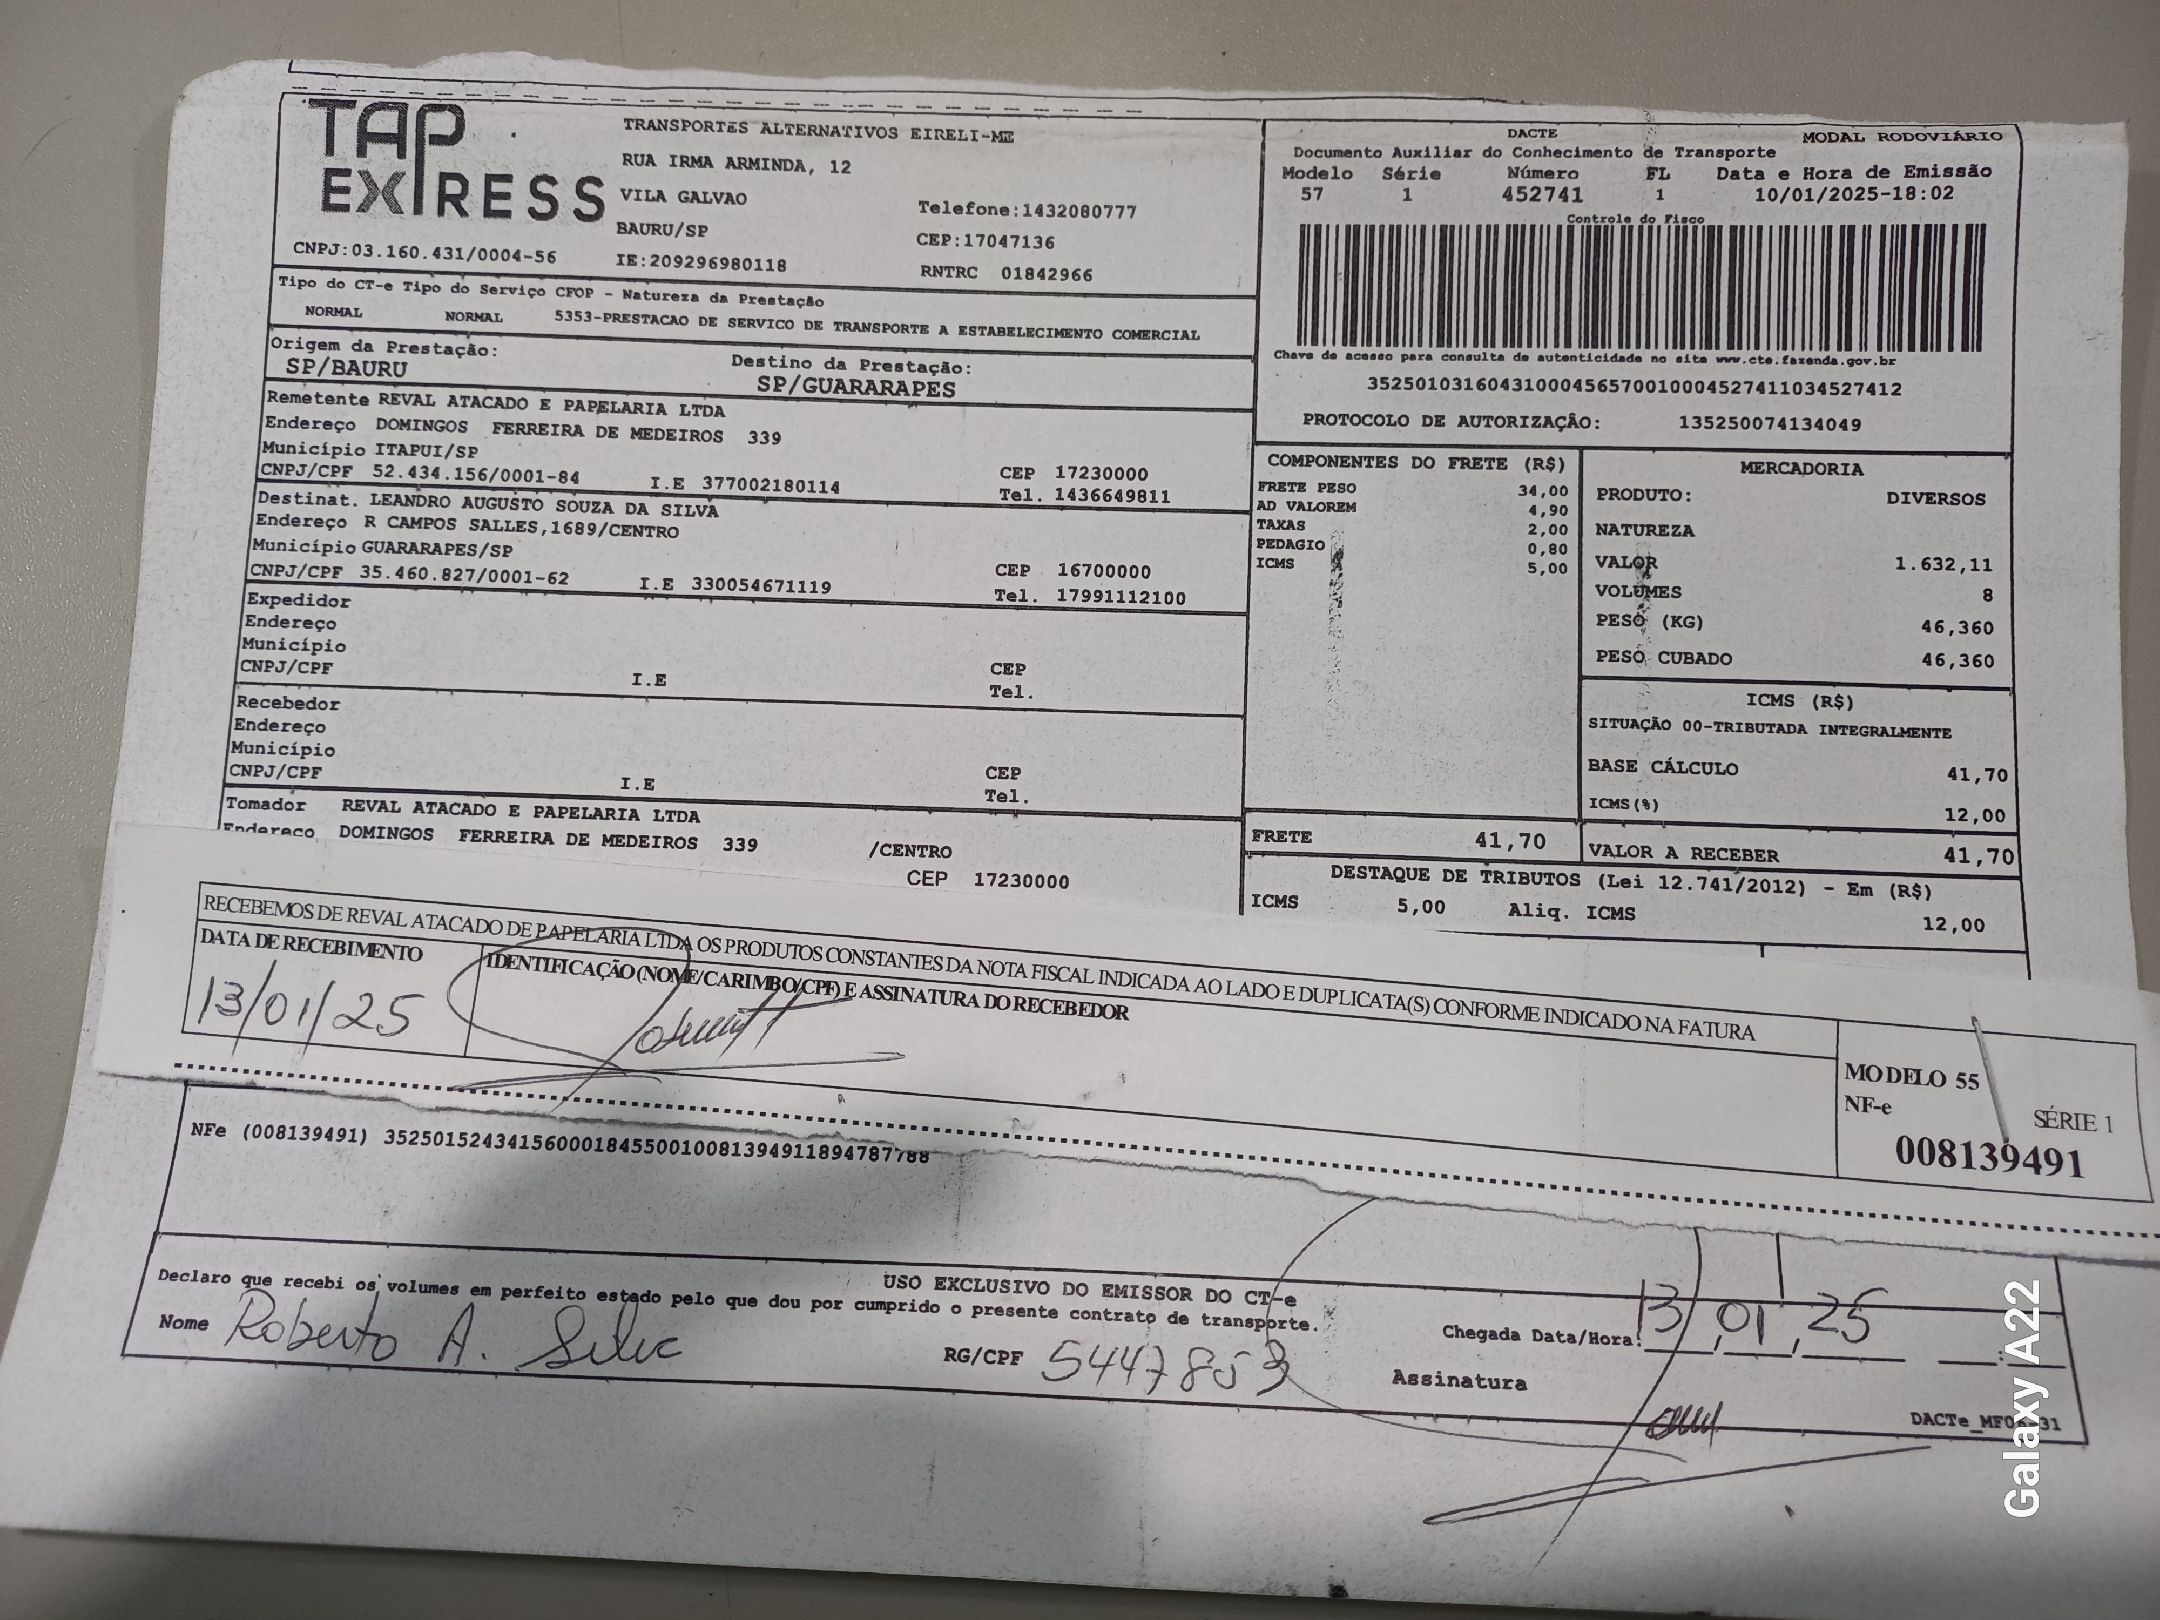 TAP EXPRESS
TRANSPORTES ALTERNATIVOS EIRELI-ME
RUA IRMA ARMINDA, 12
VILA GALVAO Telefone:1432080777
BAURU/SP CEP:17047136
CNPJ:03.160.431/0004-56 IE:209296980118 RNTRC 01842966
DACTE MODAL RODOVIÁRIO
Documento Auxiliar do Conhecimento de Transporte
Modelo Série Número FL Data e Hora de Emissão
57 1 452741 1 10/01/2025-18:02
Controle do Fisco
Chave de acesso para consulta de autenticidade no site www.cte.fazenda.gov.br
35250103160431000456570010004527411034527412
PROTOCOLO DE AUTORIZAÇÃO: 135250074134049
Tipo do CT-e Tipo do Serviço CFOP - Natureza da Prestação
NORMAL NORMAL 5353-PRESTACAO DE SERVICO DE TRANSPORTE A ESTABELECIMENTO COMERCIAL
Origem da Prestação: Destino da Prestação:
SP/BAURU SP/GUARARAPES
Remetente REVAL ATACADO E PAPELARIA LTDA
Endereço DOMINGOS FERREIRA DE MEDEIROS 339
Município ITAPUI/SP CEP 17230000
CNPJ/CPF 52.434.156/0001-84 I.E 377002180114 Tel. 1436649811
Destinat. LEANDRO AUGUSTO SOUZA DA SILVA
Endereço R CAMPOS SALLES,1689/CENTRO
Município GUARARAPES/SP CEP 16700000
CNPJ/CPF 35.460.827/0001-62 I.E 330054671119 Tel. 17991112100
Expedidor
Endereço
Município CEP
CNPJ/CPF I.E Tel.
Recebedor
Endereço
Município CEP
CNPJ/CPF I.E Tel.
Tomador REVAL ATACADO E PAPELARIA LTDA
Endereço DOMINGOS FERREIRA DE MEDEIROS 339 /CENTRO
CEP 17230000
COMPONENTES DO FRETE (R$)
FRETE PESO 34,00
AD VALOREM 4,90
TAXAS 2,00
PEDAGIO 0,80
ICMS 5,00
MERCADORIA
PRODUTO: DIVERSOS
NATUREZA
VALOR 1.632,11
VOLUMES 8
PESO (KG) 46,360
PESO CUBADO 46,360
ICMS (R$)
SITUAÇÃO 00-TRIBUTADA INTEGRALMENTE
BASE CÁLCULO 41,70
ICMS(%) 12,00
FRETE 41,70 VALOR A RECEBER 41,70
DESTAQUE DE TRIBUTOS (Lei 12.741/2012) - Em (R$)
ICMS 5,00 Aliq. ICMS 12,00
RECEBEMOS DE REVAL ATACADO DE PAPELARIA LTDA OS PRODUTOS CONSTANTES DA NOTA FISCAL INDICADA AO LADO E DUPLICATA(S) CONFORME INDICADO NA FATURA
DATA DE RECEBIMENTO IDENTIFICAÇÃO (NOME/CARIMBO/CPF) E ASSINATURA DO RECEBEDOR
13/01/25
MODELO 55
NF-e SÉRIE 1
008139491
NFe (008139491) 35250152434156000184550010081394911894787788
USO EXCLUSIVO DO EMISSOR DO CT-e
Declaro que recebi os volumes em perfeito estado pelo que dou por cumprido o presente contrato de transporte.
Nome Roberto A. Silva RG/CPF 5447853 Chegada Data/Hora: 13/01/25
Assinatura
Galaxy A22